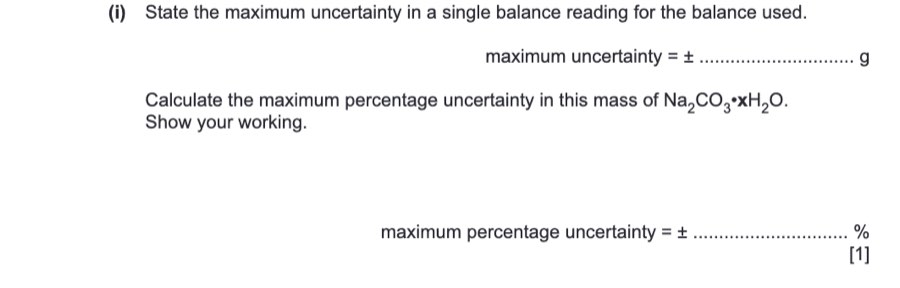 (i) State the maximum uncertainty in a single balance reading for the balance used.
maximum uncertainty = ± ................................ g
Calculate the maximum percentage uncertainty in this mass of Na₂CO₃•xH₂O.
Show your working.
maximum percentage uncertainty = ± ................................ %
[1]